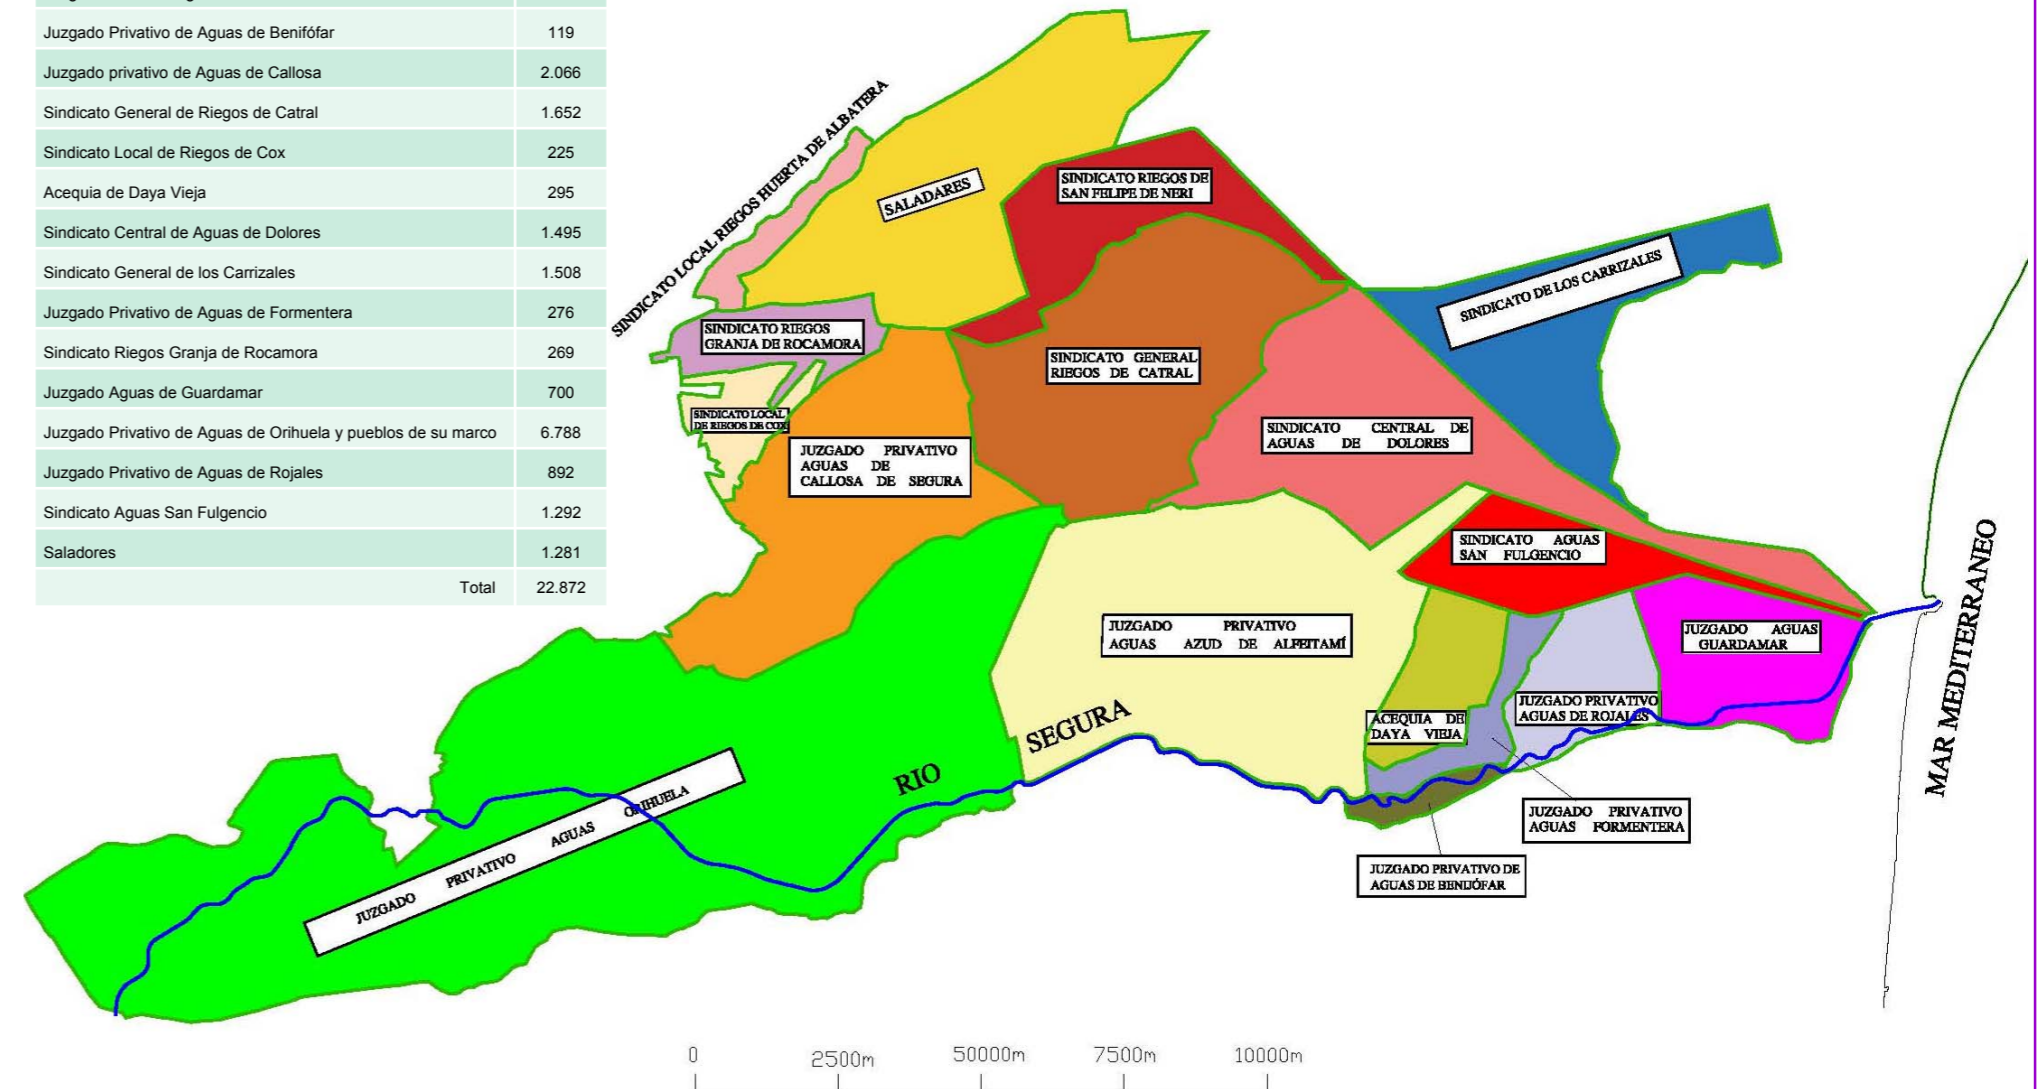 Juzgado Privativo de Aguas de Benifófar 119
Juzgado privativo de Aguas de Callosa 2.066
Sindicato General de Riegos de Catral 1.652
Sindicato Local de Riegos de Cox 225
Acequia de Daya Vieja 295
Sindicato Central de Aguas de Dolores 1.495
Sindicato General de los Carrizales 1.508
Juzgado Privativo de Aguas de Formentera 276
Sindicato Riegos Granja de Rocamora 269
Juzgado Aguas de Guardamar 700
Juzgado Privativo de Aguas de Orihuela y pueblos de su marco 6.788
Juzgado Privativo de Aguas de Rojales 892
Sindicato Aguas San Fulgencio 1.292
Saladores 1.281
Total 22.872
SINDICATO LOCAL RIEGOS HUERTA DE ALBATERA
SALADARES
SINDICATO RIEGOS DE
SAN FELIPE DE NERI
SINDICATO DE LOS CARRIZALES
SINDICATO RIEGOS
GRANJA DE ROCAMORA
SINDICATO GENERAL
RIEGOS DE CATRAL
SINDICATO LOCAL
DE RIEGOS DE COX
JUZGADO PRIVATIVO
AGUAS DE
CALLOSA DE SEGURA
SINDICATO CENTRAL DE
AGUAS DE DOLORES
SINDICATO AGUAS
SAN FULGENCIO
JUZGADO PRIVATIVO
AGUAS AZUD DE ALFEITAMÍ
JUZGADO AGUAS
GUARDAMAR
ACEQUIA DE
DAYA VIEJA
JUZGADO PRIVATIVO
AGUAS DE ROJALES
RIO SEGURA
JUZGADO PRIVATIVO AGUAS ORIHUELA
JUZGADO PRIVATIVO
AGUAS FORMENTERA
JUZGADO PRIVATIVO DE
AGUAS DE BENIJÓFAR
MAR MEDITERRANEO
0 2500m 50000m 7500m 10000m